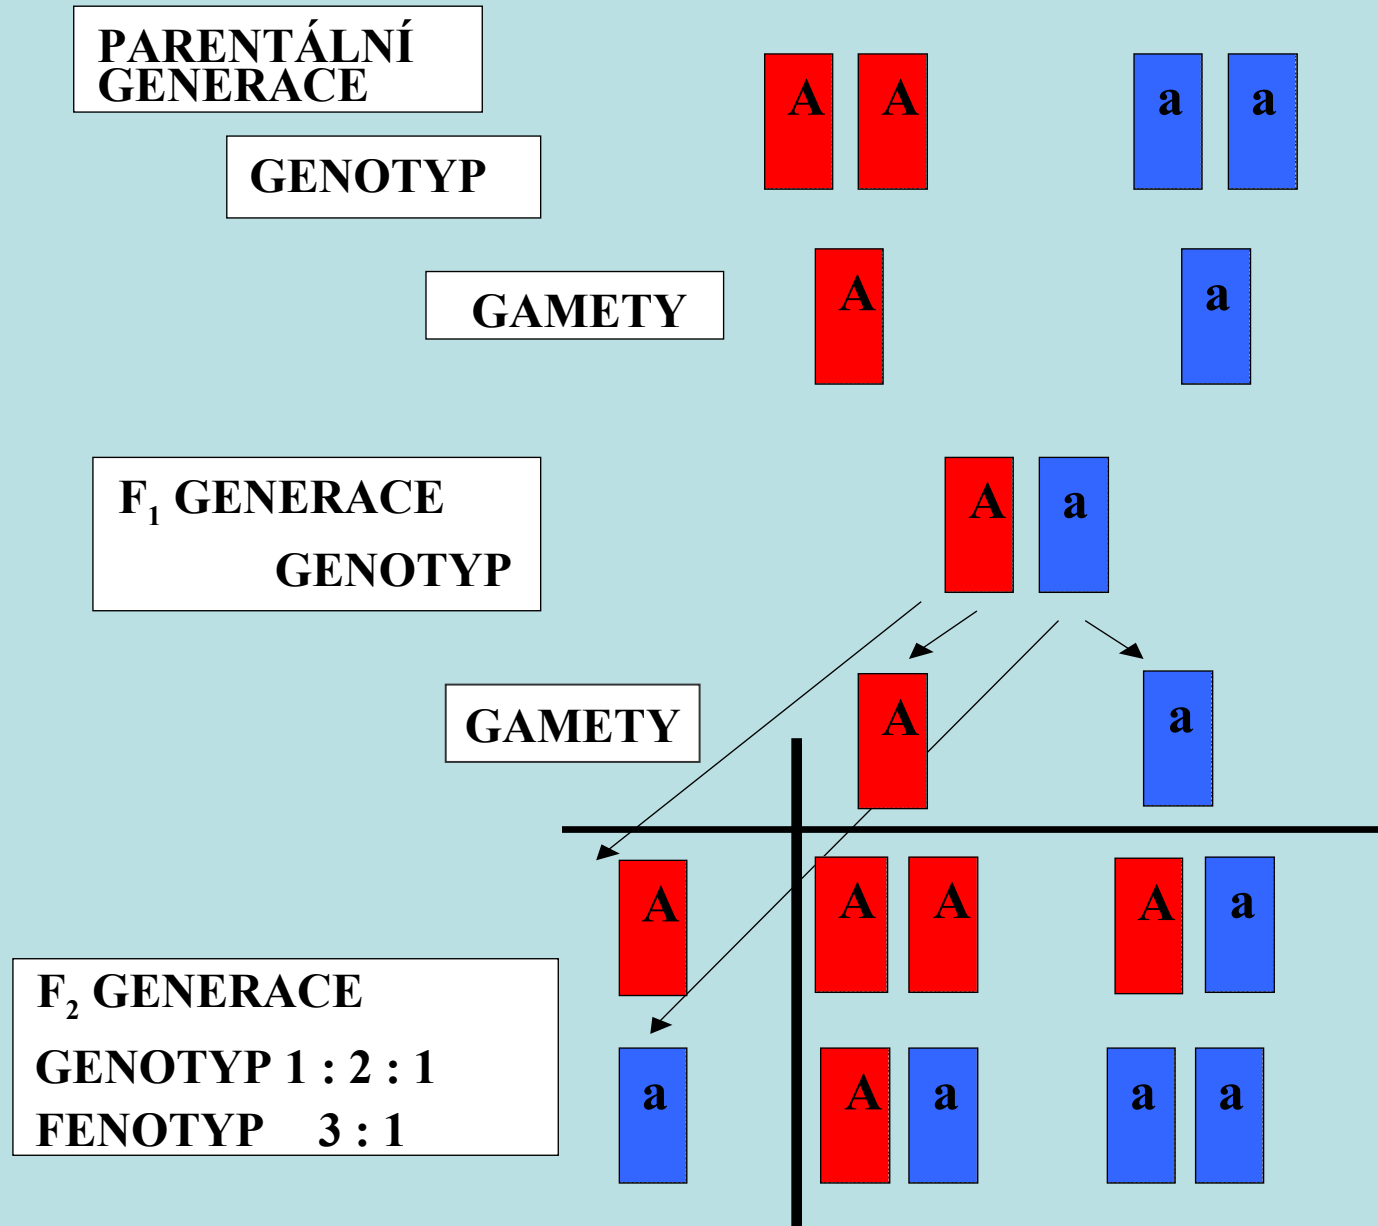 PARENTÁLNÍ
GENERACE
A A a a
GENOTYP
GAMETY
A a
F₁ GENERACE
A a
GENOTYP
GAMETY
A a
A A A A a
F₂ GENERACE
GENOTYP 1 : 2 : 1
a A a a a
FENOTYP 3 : 1